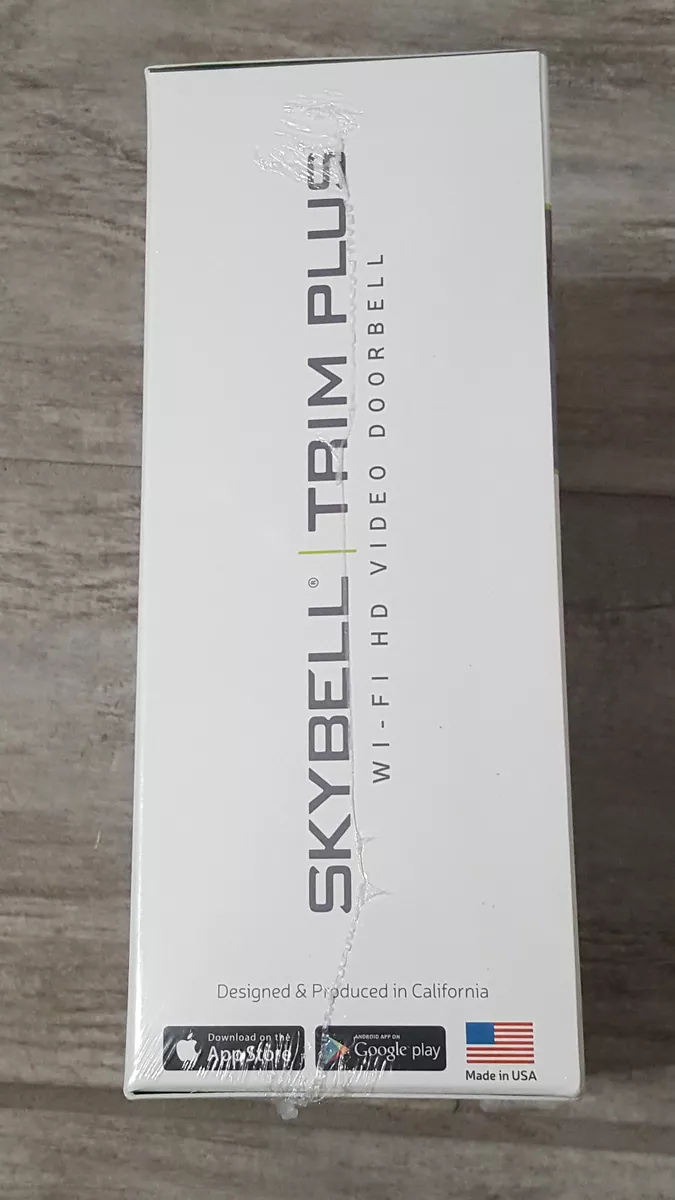 SKYBELL® | TRIM PLUS
WI-FI HD VIDEO DOORBELL
Designed & Produced in California
Download on the
App Store
ANDROID APP ON
Google play
Made in USA